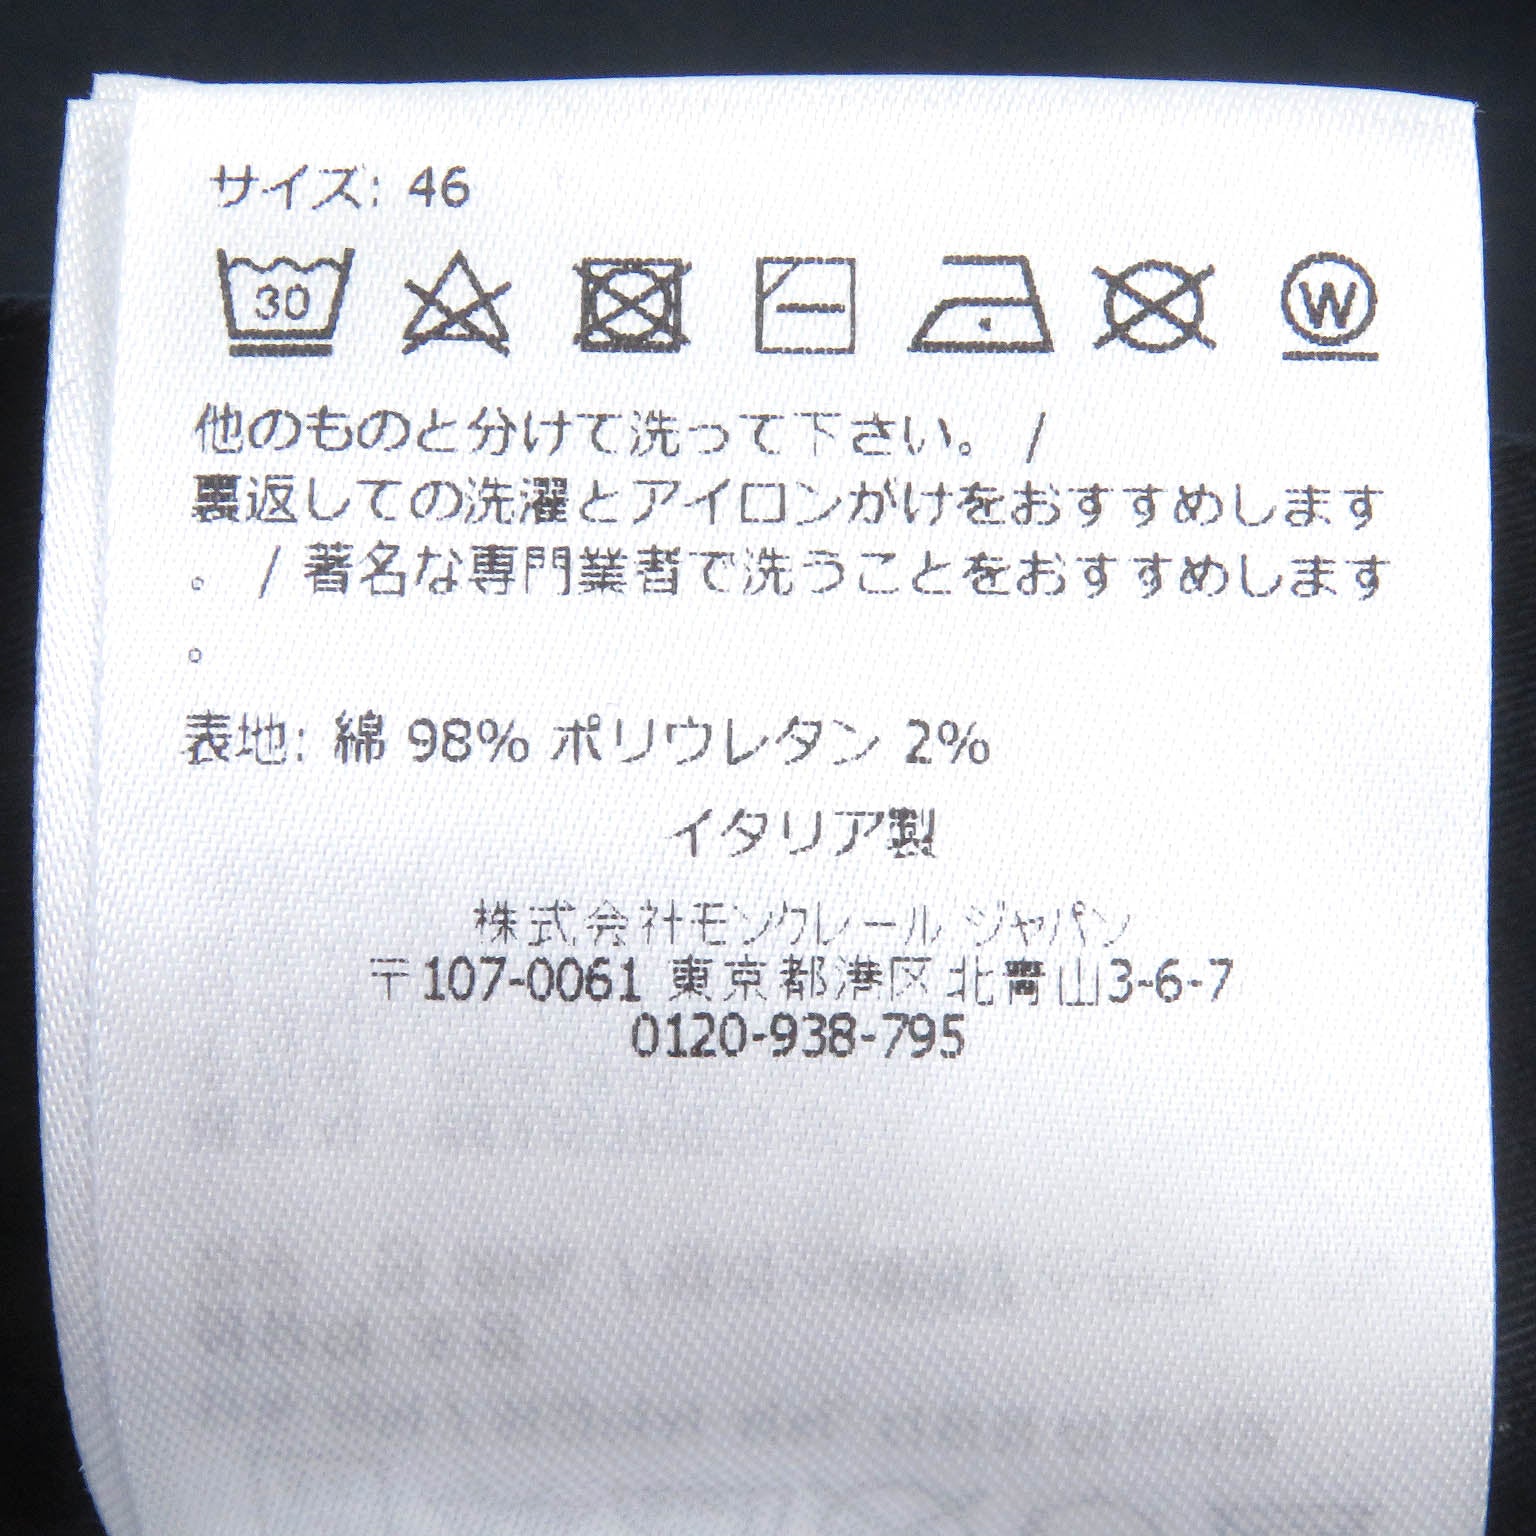 サイズ: 46
30
W
他のものと分けて洗って下さい。 /
裏返しての洗濯とアイロンがけをおすすめします
。 / 著名な専門業者で洗うことをおすすめします
。
表地: 綿 98% ポリウレタン 2%
イタリア製
株式会社モンクレール ジャパン
〒107-0061 東京都港区北青山3-6-7
0120-938-795